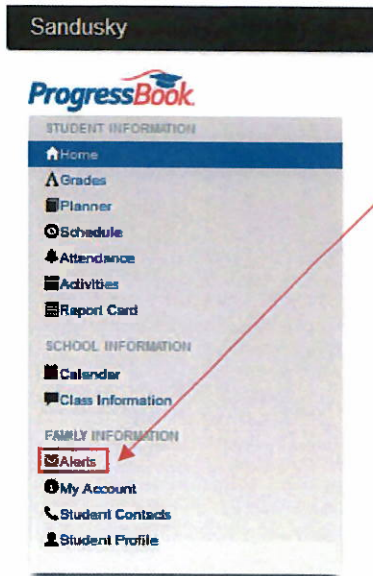 Sandusky
ProgressBook
STUDENT INFORMATION
Home
Grades
Planner
Schedule
Attendance
Activities
Report Card
SCHOOL INFORMATION
Calendar
Class Information
FAMILY INFORMATION
Alerts
My Account
Student Contacts
Student Profile